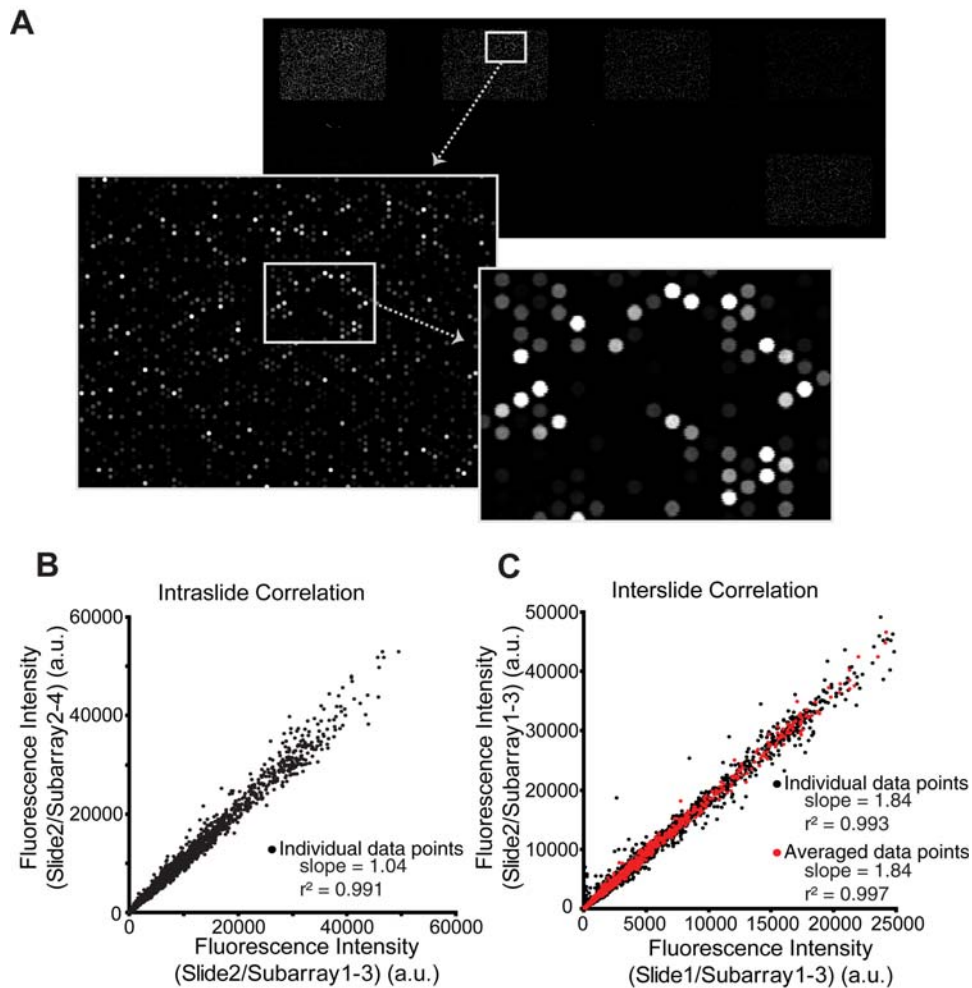 A
B
Intraslide Correlation
60000
40000
20000
0
Fluorescence Intensity
(Slide2/Subarray2-4) (a.u.)
Individual data points
slope = 1.04
r² = 0.991
0
20000
40000
60000
Fluorescence Intensity
(Slide2/Subarray1-3) (a.u.)
C
Interslide Correlation
50000
40000
30000
20000
10000
0
Fluorescence Intensity
(Slide2/Subarray1-3) (a.u.)
Individual data points
slope = 1.84
r² = 0.993
Averaged data points
slope = 1.84
r² = 0.997
0
5000
10000
15000
20000
25000
Fluorescence Intensity
(Slide1/Subarray1-3) (a.u.)